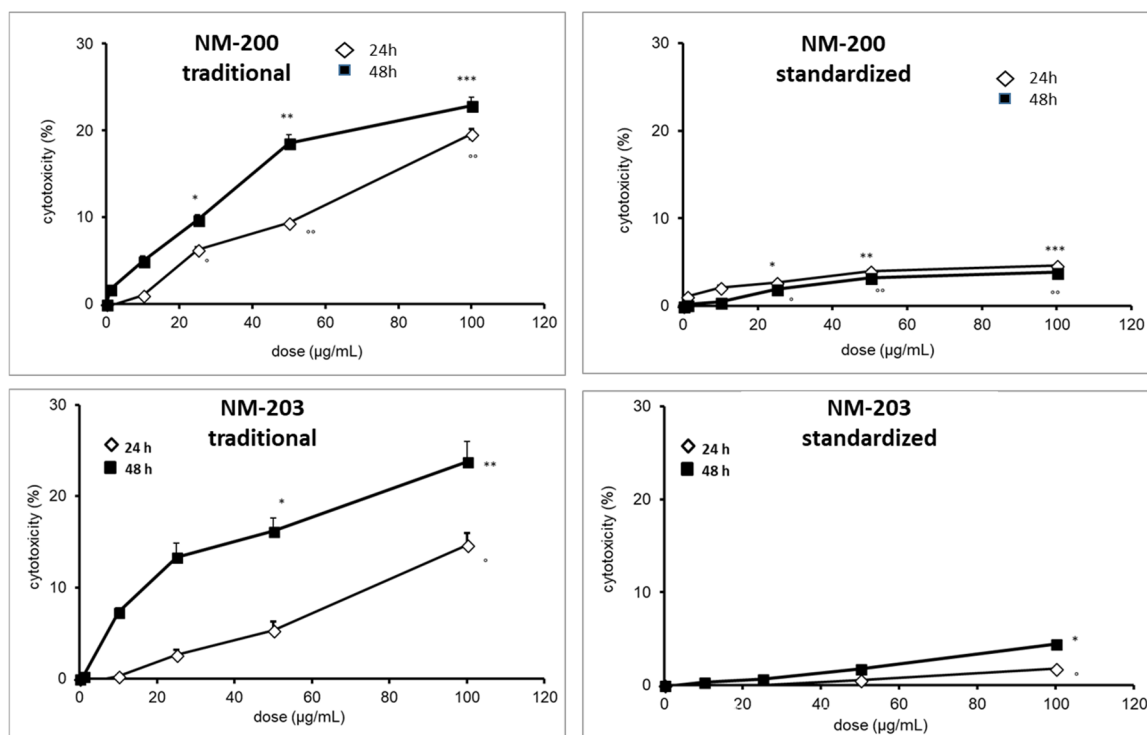 NM-200
traditional
24h
48h
cytotoxicity (%)
30
20
10
0
***
**
*
°°
°°
°
0
20
40
60
80
100
120
dose (µg/mL)
NM-200
standardized
24h
48h
cytotoxicity (%)
30
20
10
0
*
**
***
°
°°
°°
0
20
40
60
80
100
120
dose (µg/mL)
NM-203
traditional
24 h
48 h
cytotoxicity (%)
30
20
10
0
*
**
°
0
20
40
60
80
100
120
dose (µg/mL)
NM-203
standardized
24 h
48 h
cytotoxicity (%)
30
20
10
0
*
°
0
20
40
60
80
100
120
dose (µg/mL)